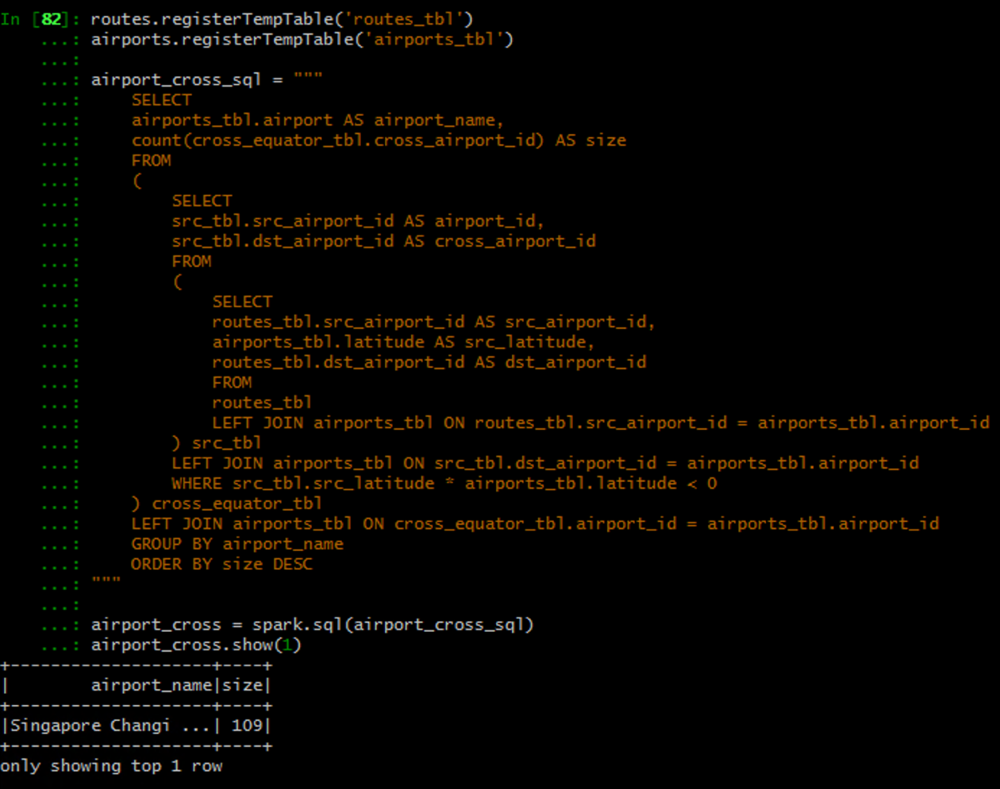 In [82]: routes.registerTempTable('routes_tbl')
    ...: airports.registerTempTable('airports_tbl')
    ...:
    ...: airport_cross_sql = """
    ...:     SELECT
    ...:     airports_tbl.airport AS airport_name,
    ...:     count(cross_equator_tbl.cross_airport_id) AS size
    ...:     FROM
    ...:     (
    ...:         SELECT
    ...:         src_tbl.src_airport_id AS airport_id,
    ...:         src_tbl.dst_airport_id AS cross_airport_id
    ...:         FROM
    ...:         (
    ...:             SELECT
    ...:             routes_tbl.src_airport_id AS src_airport_id,
    ...:             airports_tbl.latitude AS src_latitude,
    ...:             routes_tbl.dst_airport_id AS dst_airport_id
    ...:             FROM
    ...:             routes_tbl
    ...:             LEFT JOIN airports_tbl ON routes_tbl.src_airport_id = airports_tbl.airport_id
    ...:         ) src_tbl
    ...:         LEFT JOIN airports_tbl ON src_tbl.dst_airport_id = airports_tbl.airport_id
    ...:         WHERE src_tbl.src_latitude * airports_tbl.latitude < 0
    ...:     ) cross_equator_tbl
    ...:     LEFT JOIN airports_tbl ON cross_equator_tbl.airport_id = airports_tbl.airport_id
    ...:     GROUP BY airport_name
    ...:     ORDER BY size DESC
    ...: """
    ...:
    ...: airport_cross = spark.sql(airport_cross_sql)
    ...: airport_cross.show(1)
+--------------------+----+
|        airport_name|size|
+--------------------+----+
|Singapore Changi ...| 109|
+--------------------+----+
only showing top 1 row